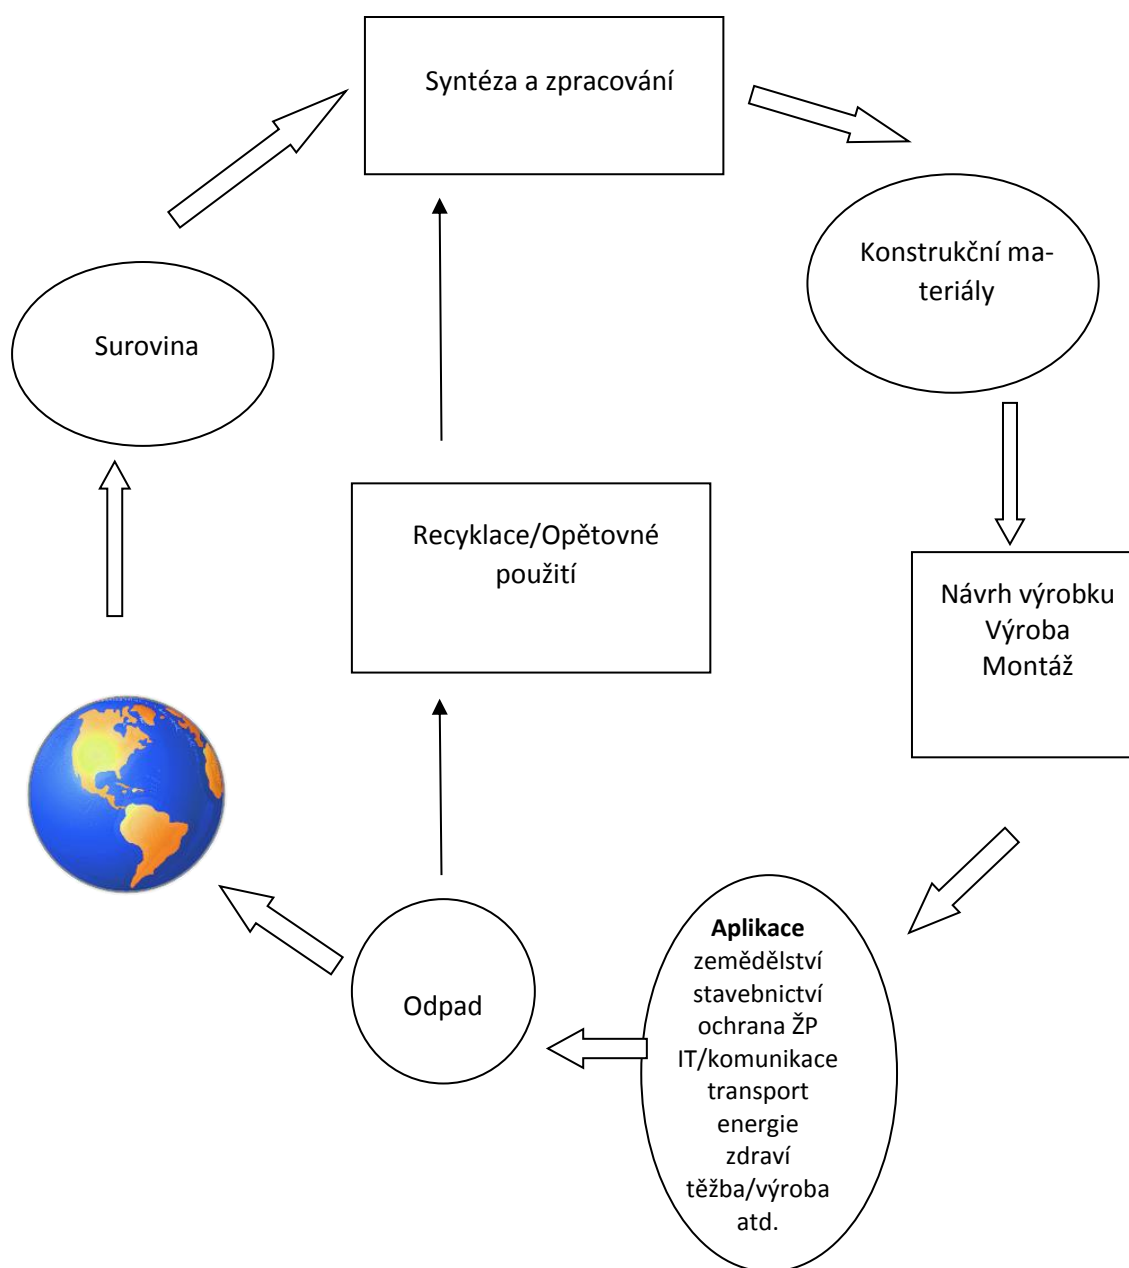 Syntéza a zpracování
Konstrukční ma-
teriály
Surovina
Recyklace/Opětovné
použití
Návrh výrobku
Výroba
Montáž
Aplikace
zemědělství
stavebnictví
ochrana ŽP
IT/komunikace
transport
energie
zdraví
těžba/výroba
atd.
Odpad